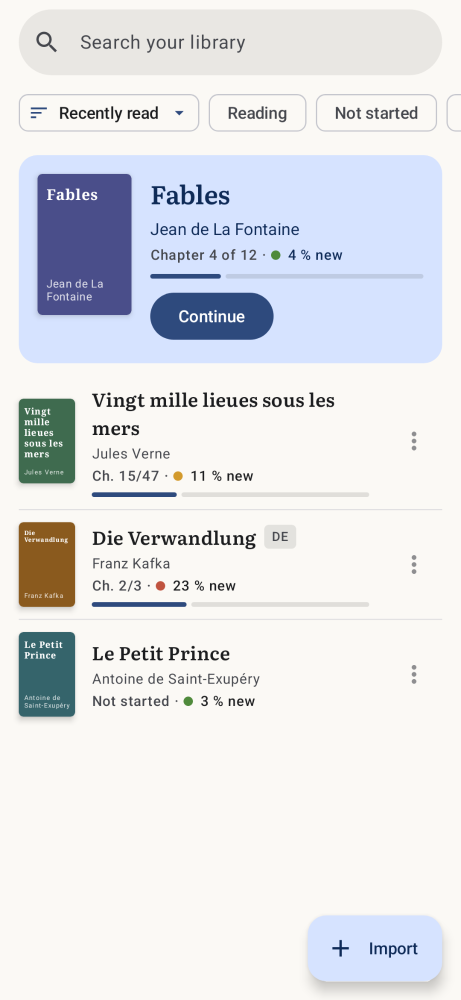 Search your library
Recently read
Reading
Not started
Fables
Jean de La
Fontaine
Fables
Jean de La Fontaine
Chapter 4 of 12 · 4 % new
Continue
Vingt
mille
lieues
sous les
mers
Jules Verne
Vingt mille lieues sous les
mers
Jules Verne
Ch. 15/47 · 11 % new
Die
Verwandlung
Franz Kafka
Die Verwandlung DE
Franz Kafka
Ch. 2/3 · 23 % new
Le Petit
Prince
Antoine de
Saint-Exupéry
Le Petit Prince
Antoine de Saint-Exupéry
Not started · 3 % new
Import